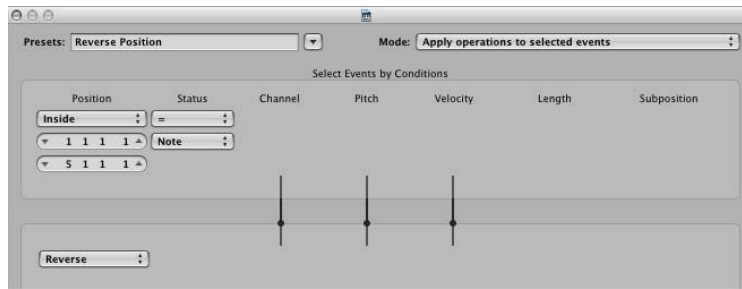 Presets: Reverse Position Mode: Apply operations to selected events
Select Events by Conditions
Position Status Channel Pitch Velocity Length Subposition
Inside =
1 1 1 1 Note
5 1 1 1
Reverse